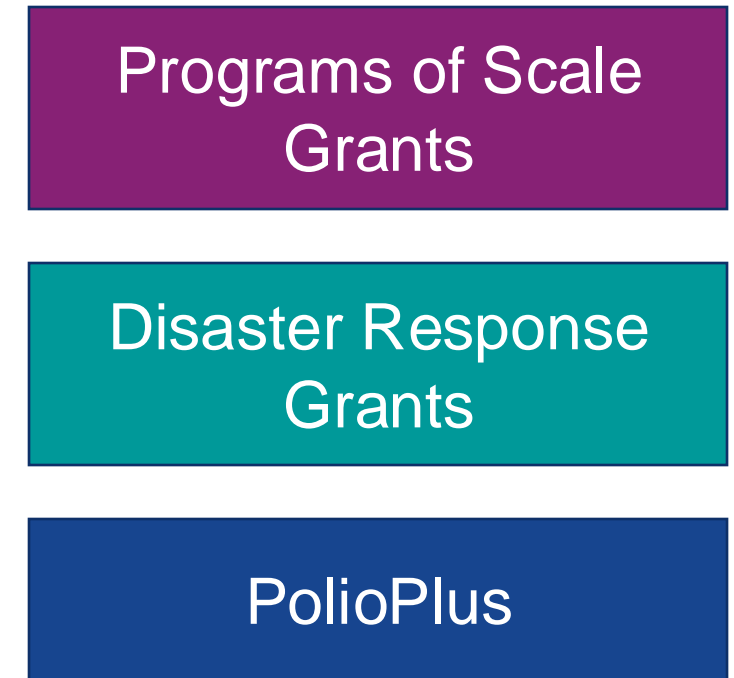 Programs of Scale
Grants
Disaster Response
Grants
PolioPlus